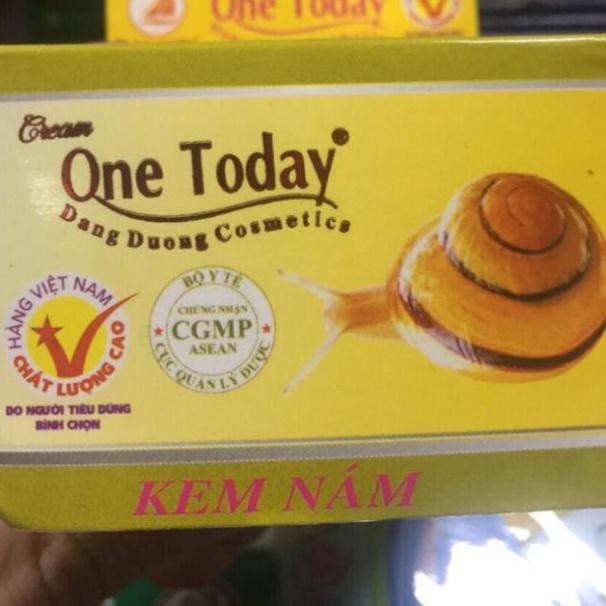 One Today
Cream
One Today
Dang Duong Cosmetics
HÀNG VIỆT NAM
CHẤT LƯỢNG CAO
DO NGƯỜI TIÊU DÙNG
BÌNH CHỌN
BỘ Y TẾ
CHỨNG NHẬN
CGMP
ASEAN
CỤC QUẢN LÝ DƯỢC
KEM NÁM